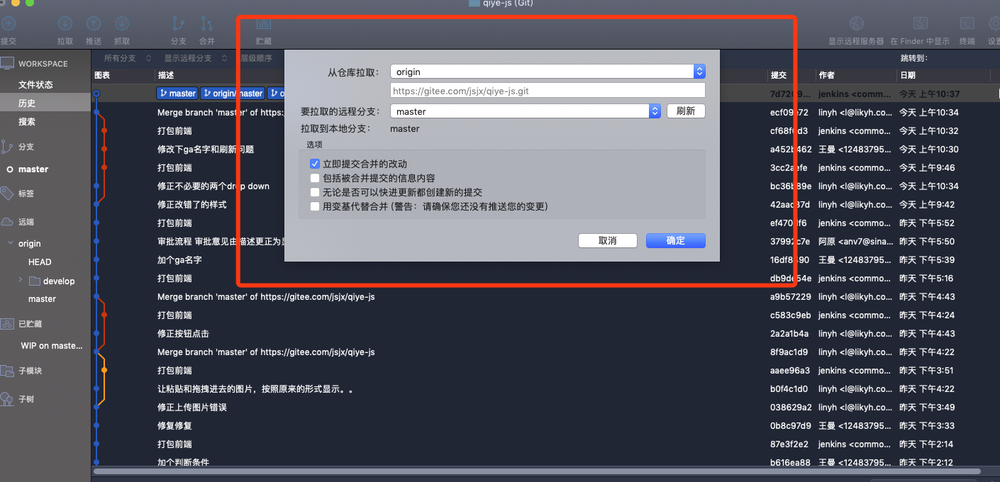 qiye-js (Git)
提交 拉取 推送 抓取 分支 合并 贮藏 显示远程服务器 在 Finder 中显示 终端 设置
所有分支 显示远程分支 层级顺序 跳转到：
WORKSPACE
文件状态
历史
搜索
分支
master
标签
远端
origin
HEAD
develop
master
已贮藏
WIP on maste...
子模块
子树
从仓库拉取： origin
https://gitee.com/jsjx/qiye-js.git
要拉取的远程分支： master 刷新
拉取到本地分支： master
选项
立即提交合并的改动
包括被合并提交的信息内容
无论是否可以快进更新都创建新的提交
用变基代替合并 (警告：请确保您还没有推送您的变更)
取消 确定
图表 描述 提交 作者 日期
master origin/master o 7d7269... jenkins <comm... 今天 上午10:37
Merge branch 'master' of https: ecf09e72 linyh <l@likyh.co... 今天 上午10:34
打包前端 cf68f6d3 jenkins <commo... 今天 上午10:32
修改下ga名字和刷新问题 a452b462 王曼 <12483795... 今天 上午10:30
打包前端 3cc2aefe jenkins <commo... 今天 上午9:46
修正不必要的两个drop down bc36b89e linyh <l@likyh.co... 今天 上午10:34
修正改错了的样式 42aac87d linyh <l@likyh.co... 今天 上午9:42
打包前端 jenkins <commo... 昨天 下午5:52
审批流程 审批意见由描述更正为 37992c7e 阿原 <anv7@sina... 昨天 下午5:50
加个ga名字 16df8490 王曼 <12483795... 昨天 下午5:39
打包前端 db9de54e jenkins <commo... 昨天 下午5:16
Merge branch 'master' of https://gitee.com/jsjx/qiye-js a9b57229 linyh <l@likyh.co... 昨天 下午4:43
打包前端 c583c9eb jenkins <commo... 昨天 下午4:24
修正按钮点击 2a2a1b4a linyh <l@likyh.co... 昨天 下午4:43
Merge branch 'master' of https://gitee.com/jsjx/qiye-js 8f9ac1d9 linyh <l@likyh.co... 昨天 下午4:22
打包前端 aaee96a3 jenkins <commo... 昨天 下午3:51
让粘贴和拖拽进去的图片，按照原来的形式显示。。 b0f4c1d0 linyh <l@likyh.co... 昨天 下午4:22
修正上传图片错误 038629a2 linyh <l@likyh.co... 昨天 下午3:49
修复修复 0b8c97d9 王曼 <12483795... 昨天 下午3:33
打包前端 87e3f2e2 jenkins <commo... 昨天 下午2:14
加个判断条件 b616ea88 王曼 <12483795... 昨天 下午2:12